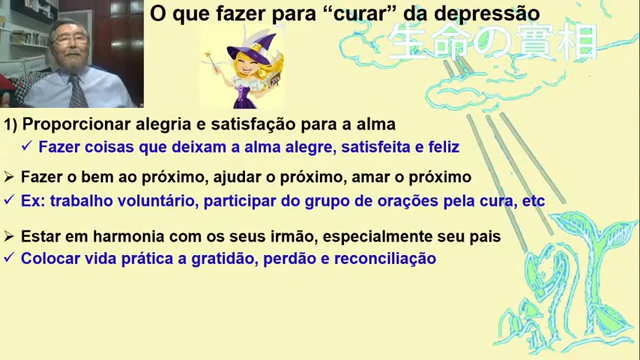 O que fazer para “curar” da depressão
生命の實相
1) Proporcionar alegria e satisfação para a alma
✓ Fazer coisas que deixam a alma alegre, satisfeita e feliz
➢ Fazer o bem ao próximo, ajudar o próximo, amar o próximo
✓ Ex: trabalho voluntário, participar do grupo de orações pela cura, etc
➢ Estar em harmonia com os seus irmão, especialmente seu pais
✓ Colocar vida prática a gratidão, perdão e reconciliação